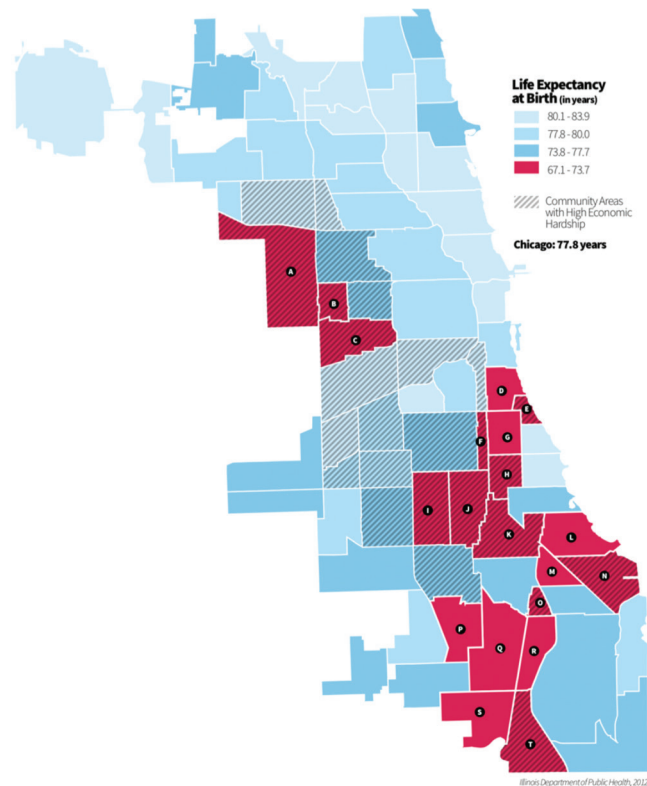 Life Expectancy
at Birth (in years)
80.1 - 83.9
77.8 - 80.0
73.8 - 77.7
67.1 - 73.7
Community Areas
with High Economic
Hardship
Chicago: 77.8 years
A
B
C
D
E
F
G
H
I
J
K
L
M
N
O
P
Q
R
S
T
Illinois Department of Public Health, 2012